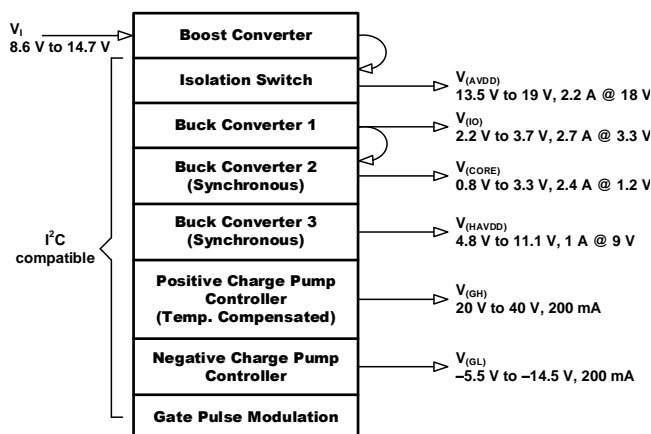 V(I)
8.6 V to 14.7 V
Boost Converter
Isolation Switch
V(AVDD)
13.5 V to 19 V, 2.2 A @ 18 V
Buck Converter 1
V(IO)
2.2 V to 3.7 V, 2.7 A @ 3.3 V
Buck Converter 2
(Synchronous)
V(CORE)
0.8 V to 3.3 V, 2.4 A @ 1.2 V
Buck Converter 3
(Synchronous)
V(HAVDD)
4.8 V to 11.1 V, 1 A @ 9 V
I²C
compatible
Positive Charge Pump
Controller
(Temp. Compensated)
V(GH)
20 V to 40 V, 200 mA
Negative Charge Pump
Controller
V(GL)
–5.5 V to –14.5 V, 200 mA
Gate Pulse Modulation